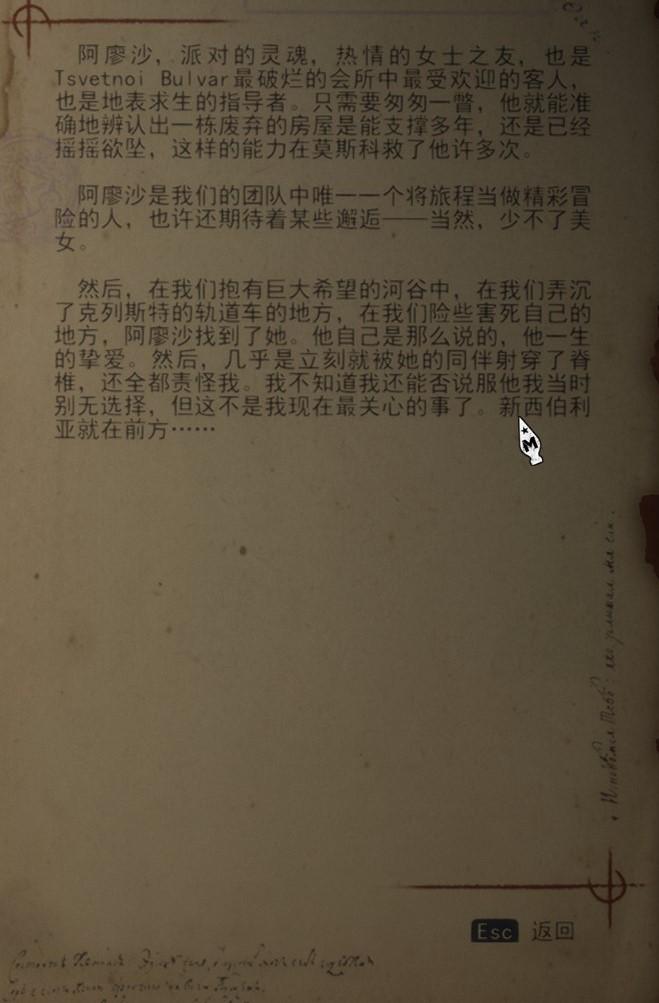 阿廖沙，派对的灵魂，热情的女士之友，也是
Tsvetnoi Bulvar最破烂的会所中最受欢迎的客人，
也是地表求生的指导者。只需要匆匆一瞥，他就能准
确地辨认出一栋废弃的房屋是能支撑多年，还是已经
摇摇欲坠，这样的能力在莫斯科救了他许多次。
阿廖沙是我们的团队中唯一一个将旅程当做精彩冒
险的人，也许还期待着某些邂逅——当然，少不了美
女。
然后，在我们抱有巨大希望的河谷中，在我们弄沉
了克列斯特的轨道车的地方，在我们险些害死自己的
地方，阿廖沙找到了她。他自己是那么说的，他一生
的挚爱。然后，几乎是立刻就被她的同伴射穿了脊
椎，还全都责怪我。我不知道我还能否说服他我当时
别无选择，但这不是我现在最关心的事了。新西伯利
亚就在前方……
Esc 返回